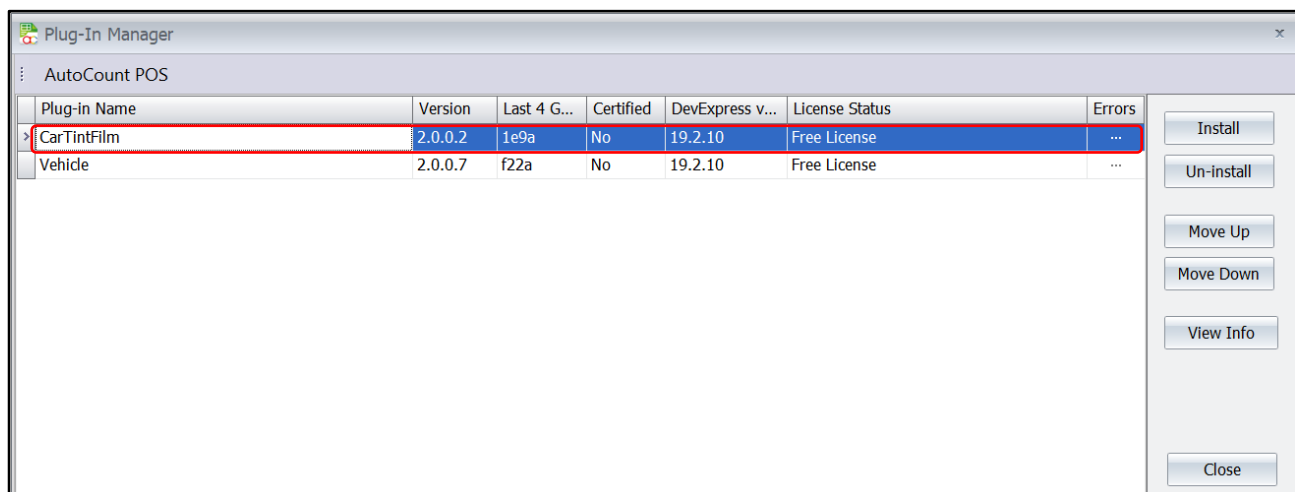 Plug-In Manager
AutoCount POS
Plug-in Name Version Last 4 G... Certified DevExpress v... License Status Errors
CarTintFilm 2.0.0.2 1e9a No 19.2.10 Free License ...
Vehicle 2.0.0.7 f22a No 19.2.10 Free License ...
Install
Un-install
Move Up
Move Down
View Info
Close